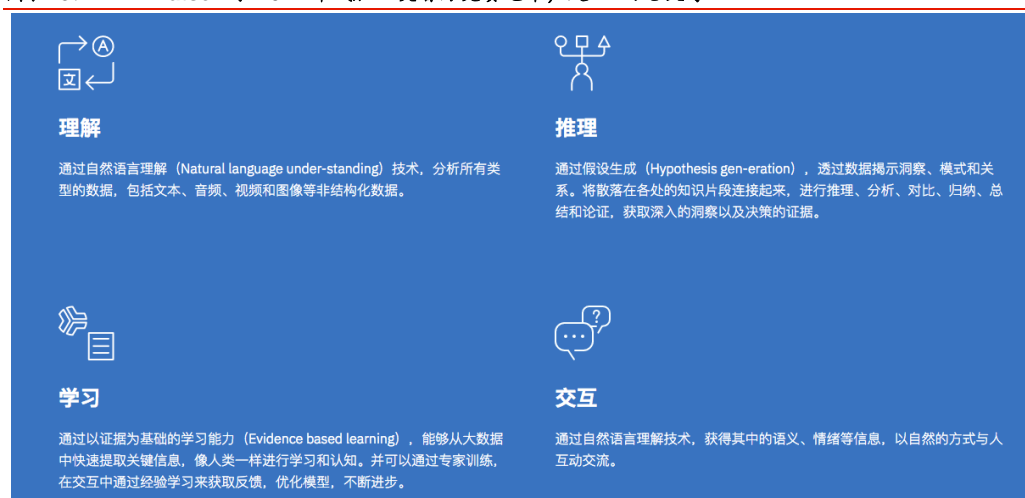 A
文
理解
通过自然语言理解（Natural language under-standing）技术，分析所有类
型的数据，包括文本、音频、视频和图像等非结构化数据。
推理
通过假设生成（Hypothesis gen-eration），透过数据揭示洞察、模式和关
系。将散落在各处的知识片段连接起来，进行推理、分析、对比、归纳、总
结和论证，获取深入的洞察以及决策的证据。
学习
通过以证据为基础的学习能力（Evidence based learning），能够从大数据
中快速提取关键信息，像人类一样进行学习和认知。并可以通过专家训练，
在交互中通过经验学习来获取反馈，优化模型，不断进步。
?
交互
通过自然语言理解技术，获得其中的语义、情绪等信息，以自然的方式与人
互动交流。